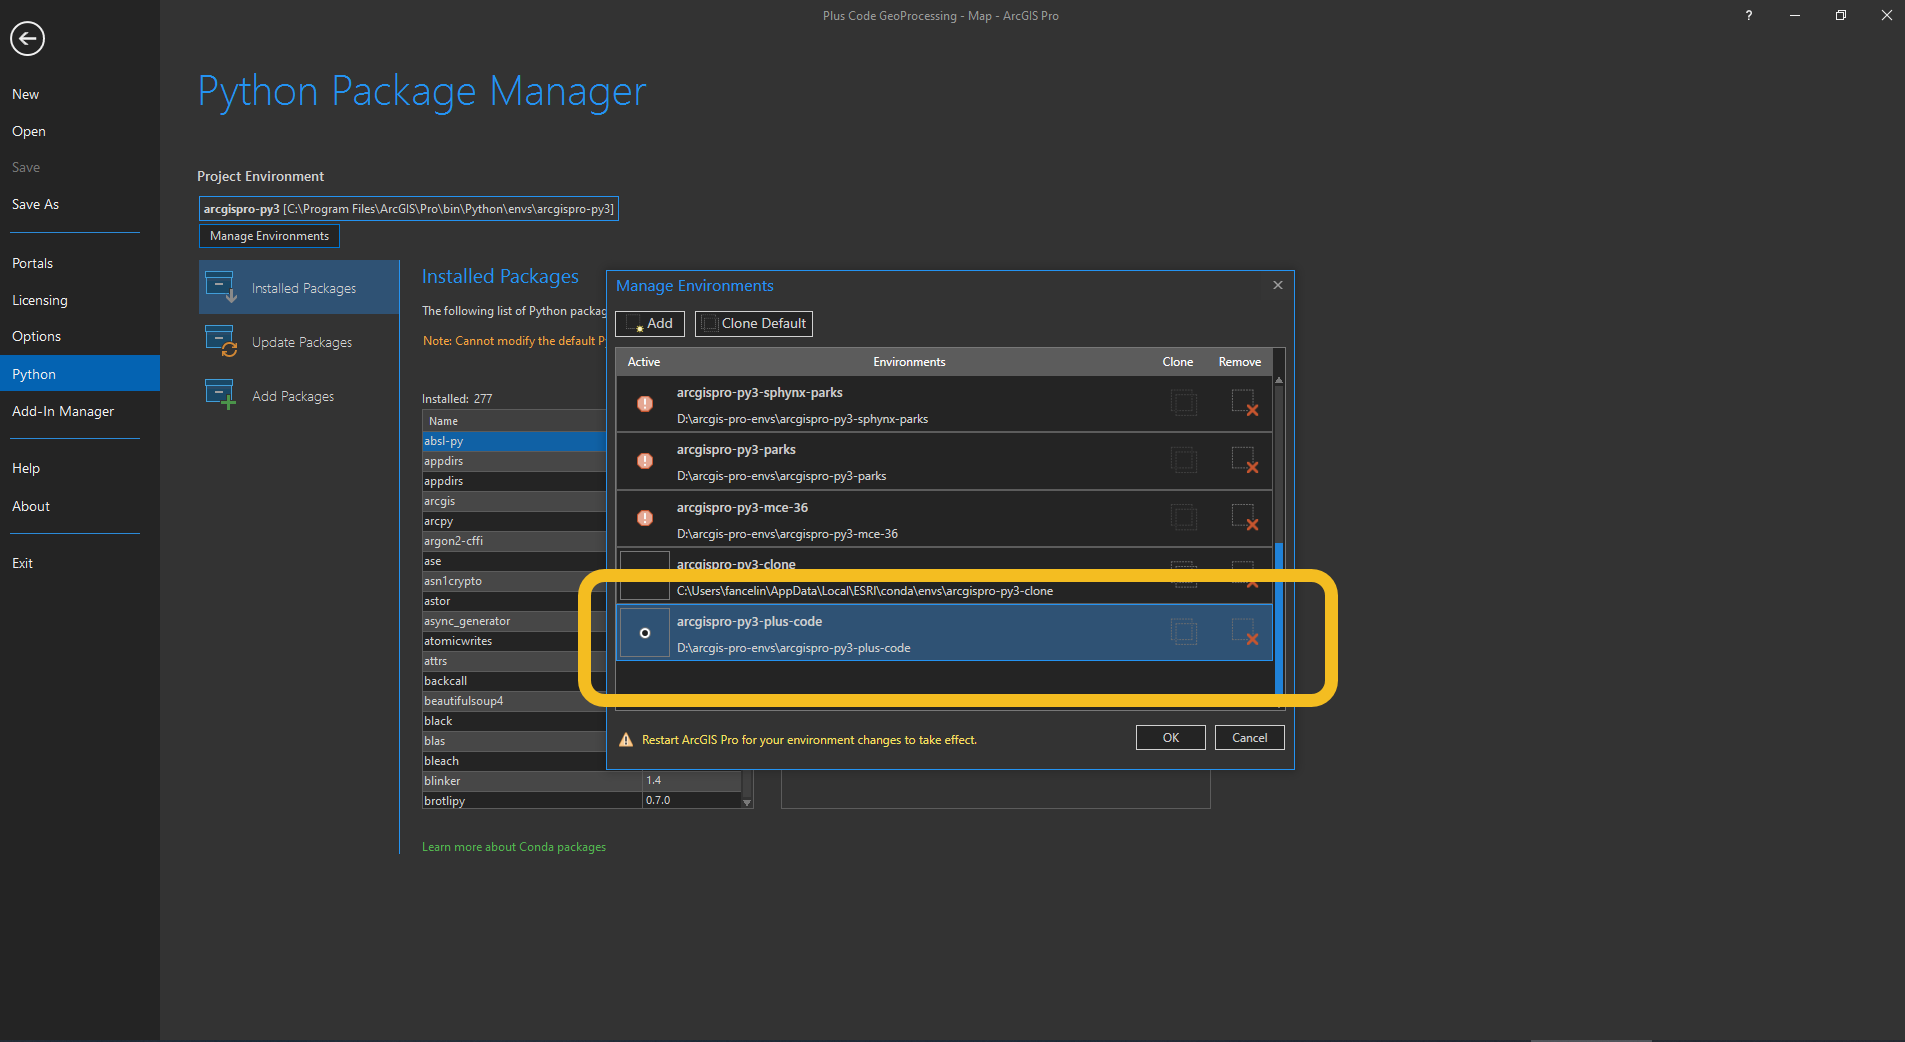 Plus Code GeoProcessing - Map - ArcGIS Pro
?
New
Open
Save
Save As
Portals
Licensing
Options
Python
Add-In Manager
Help
About
Exit
Python Package Manager
Project Environment
arcgispro-py3 [C:\Program Files\ArcGIS\Pro\bin\Python\envs\arcgispro-py3]
Manage Environments
Installed Packages
Update Packages
Add Packages
Installed Packages
The following list of Python
Note: Cannot modify the default
Installed: 277
Name
absl-py
appdirs
appdirs
arcgis
arcpy
argon2-cffi
ase
asn1crypto
astor
async_generator
atomicwrites
attrs
backcall
beautifulsoup4
black
blas
bleach
blinker 1.4
brotlipy 0.7.0
Learn more about Conda packages
Manage Environments
Add
Clone Default
Active Environments Clone Remove
arcgispro-py3-sphynx-parks
D:\arcgis-pro-envs\arcgispro-py3-sphynx-parks
arcgispro-py3-parks
D:\arcgis-pro-envs\arcgispro-py3-parks
arcgispro-py3-mce-36
D:\arcgis-pro-envs\arcgispro-py3-mce-36
arcgispro-py3-clone
C:\Users\fancelin\AppData\Local\ESRI\conda\envs\arcgispro-py3-clone
arcgispro-py3-plus-code
D:\arcgis-pro-envs\arcgispro-py3-plus-code
Restart ArcGIS Pro for your environment changes to take effect.
OK
Cancel